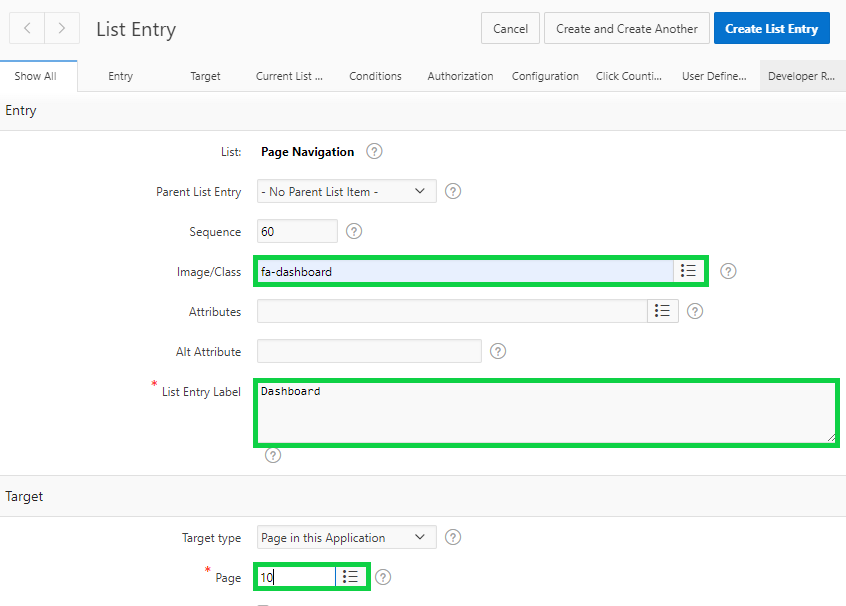 List Entry
Cancel
Create and Create Another
Create List Entry
Show All
Entry
Target
Current List ...
Conditions
Authorization
Configuration
Click Counti...
User Define...
Developer R...
Entry
List:
Page Navigation
?
Parent List Entry
- No Parent List Item -
?
Sequence
60
?
Image/Class
fa-dashboard
?
Attributes
?
Alt Attribute
?
* List Entry Label
Dashboard
?
Target
Target type
Page in this Application
?
* Page
10
?